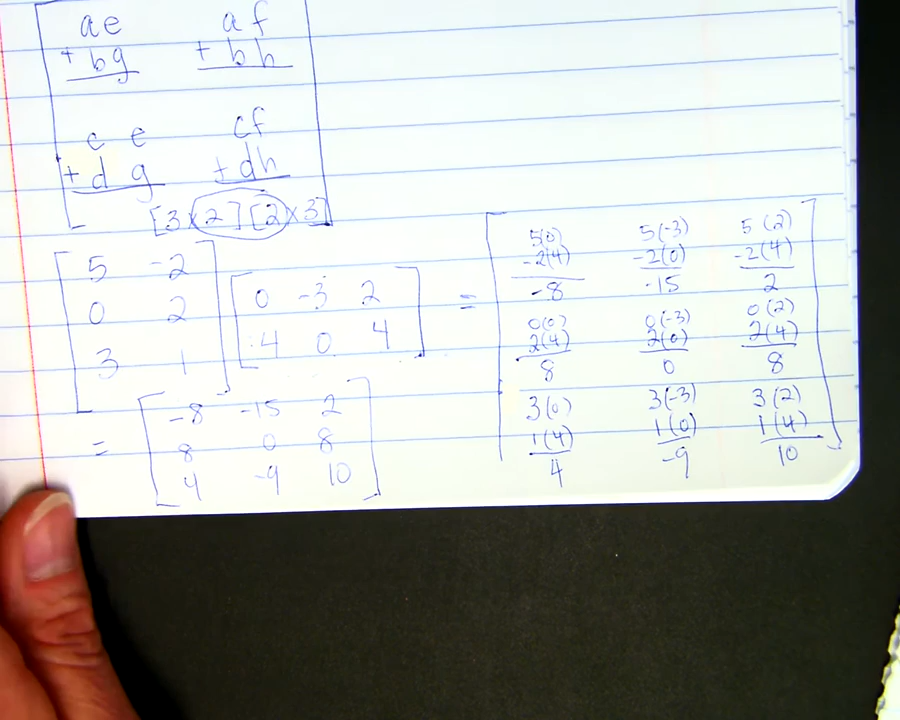 ae af
+ bg + bh
ce cf
+ dg + dh
[3×2][2×3]
5 -2
0 2
3 1
0 -3 2
4 0 4
=
5(0) 5(-3) 5(2)
-2(4) -2(0) -2(4)
-8 -15 2
0(0) 0(-3) 0(2)
2(4) 2(0) 2(4)
8 0 8
3(0) 3(-3) 3(2)
1(4) 1(0) 1(4)
4 -9 10
= -8 -15 2
8 0 8
4 -9 10